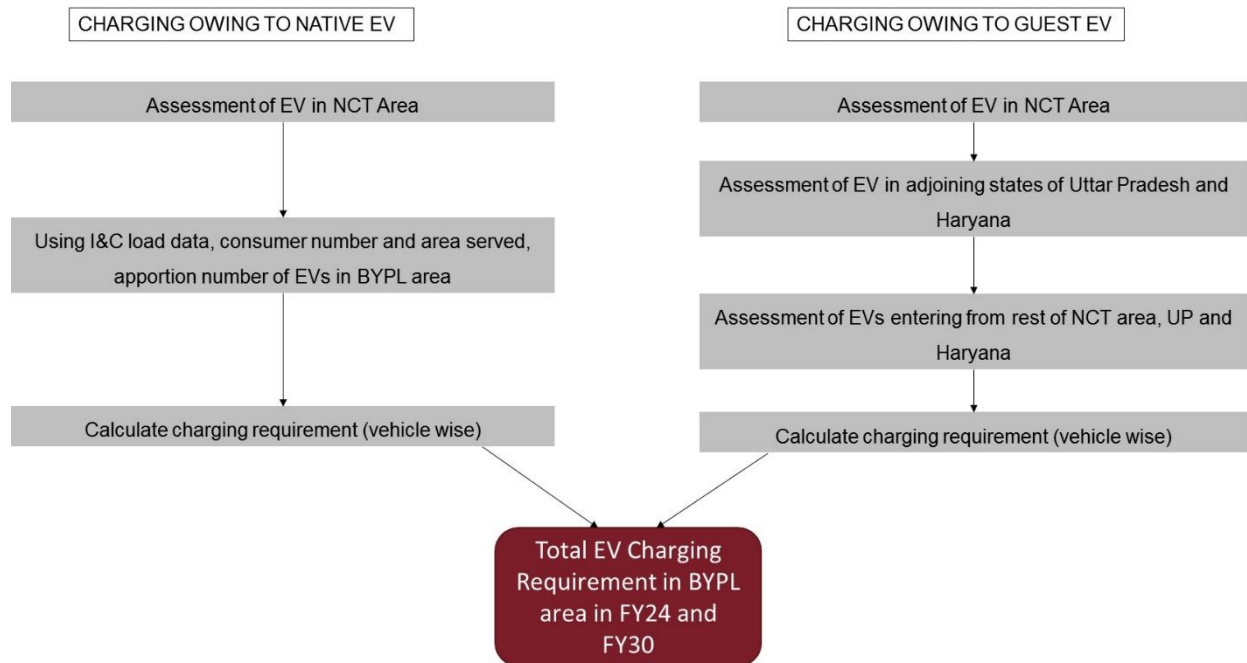 CHARGING OWING TO NATIVE EV
Assessment of EV in NCT Area
Using I&C load data, consumer number and area served,
apportion number of EVs in BYPL area
Calculate charging requirement (vehicle wise)
CHARGING OWING TO GUEST EV
Assessment of EV in NCT Area
Assessment of EV in adjoining states of Uttar Pradesh and
Haryana
Assessment of EVs entering from rest of NCT area, UP and
Haryana
Calculate charging requirement (vehicle wise)
Total EV Charging
Requirement in BYPL
area in FY24 and
FY30